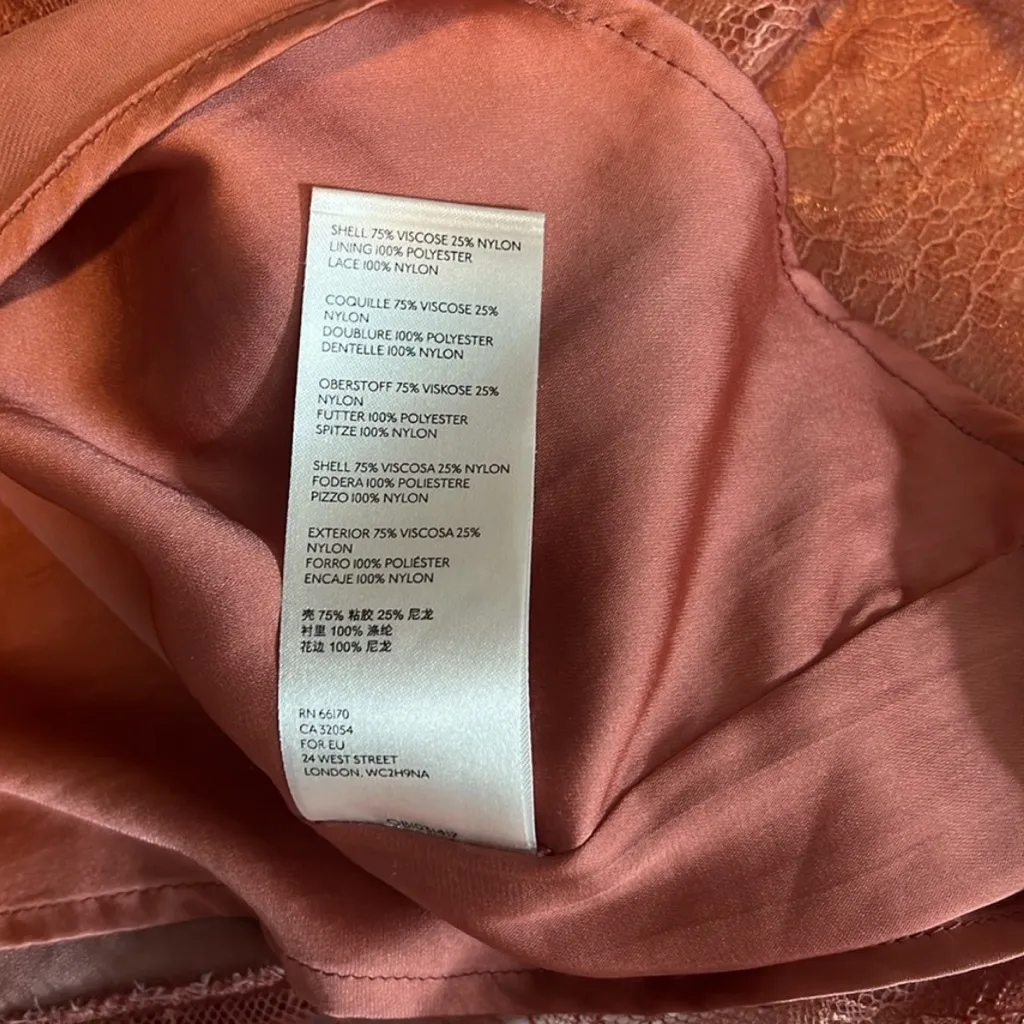 SHELL 75% VISCOSE 25% NYLON
LINING 100% POLYESTER
LACE 100% NYLON
COQUILLE 75% VISCOSE 25%
NYLON
DOUBLURE 100% POLYESTER
DENTELLE 100% NYLON
OBERSTOFF 75% VISKOSE 25%
NYLON
FUTTER 100% POLYESTER
SPITZE 100% NYLON
SHELL 75% VISCOSA 25% NYLON
FODERA 100% POLIESTERE
PIZZO 100% NYLON
EXTERIOR 75% VISCOSA 25%
NYLON
FORRO 100% POLIÉSTER
ENCAJE 100% NYLON
壳 75% 粘胶 25% 尼龙
衬里 100% 涤纶
花边 100% 尼龙
RN 66170
CA 32054
FOR EU
24 WEST STREET
LONDON, WC2H9NA